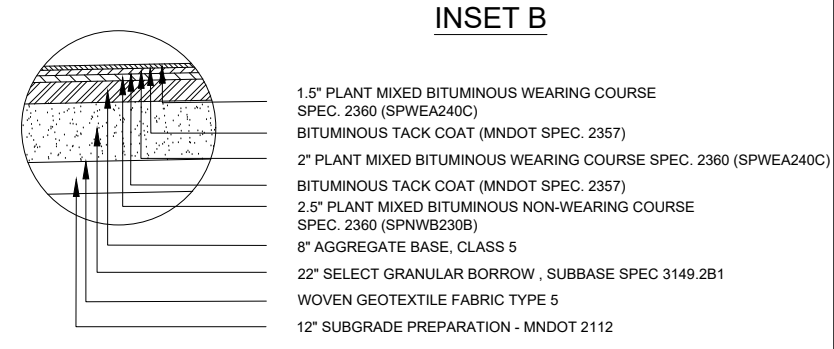 INSET B
1.5" PLANT MIXED BITUMINOUS WEARING COURSE
SPEC. 2360 (SPWEA240C)
BITUMINOUS TACK COAT (MNDOT SPEC. 2357)
2" PLANT MIXED BITUMINOUS WEARING COURSE SPEC. 2360 (SPWEA240C)
BITUMINOUS TACK COAT (MNDOT SPEC. 2357)
2.5" PLANT MIXED BITUMINOUS NON-WEARING COURSE
SPEC. 2360 (SPNWB230B)
8" AGGREGATE BASE, CLASS 5
22" SELECT GRANULAR BORROW , SUBBASE SPEC 3149.2B1
WOVEN GEOTEXTILE FABRIC TYPE 5
12" SUBGRADE PREPARATION - MNDOT 2112